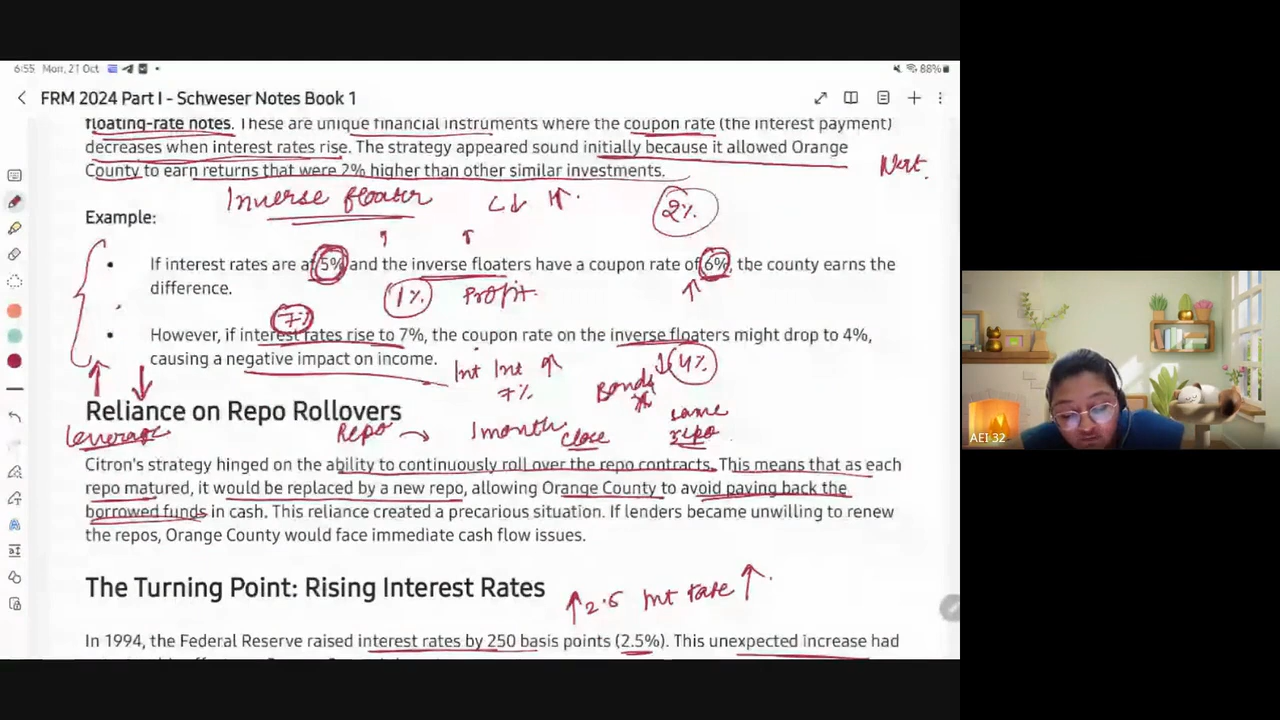 6:55 Mon, 21 Oct
88%
FRM 2024 Part I - Schweser Notes Book 1
floating-rate notes. These are unique financial instruments where the coupon rate (the interest payment)
decreases when interest rates rise. The strategy appeared sound initially because it allowed Orange
County to earn returns that were 2% higher than other similar investments.
Inverse floater
2%
Example:
If interest rates are at 5% and the inverse floaters have a coupon rate of 6%, the county earns the
difference.
1% Profit.
7%
However, if interest rates rise to 7%, the coupon rate on the inverse floaters might drop to 4%,
causing a negative impact on income.
Int Int
4%
7%
Bonds
Reliance on Repo Rollovers
same
leverage
Repo
1month
close
repo
Citron's strategy hinged on the ability to continuously roll over the repo contracts. This means that as each
repo matured, it would be replaced by a new repo, allowing Orange County to avoid paying back the
borrowed funds in cash. This reliance created a precarious situation. If lenders became unwilling to renew
the repos, Orange County would face immediate cash flow issues.
The Turning Point: Rising Interest Rates
2.5 Int rate
In 1994, the Federal Reserve raised interest rates by 250 basis points (2.5%). This unexpected increase had
AEI 32